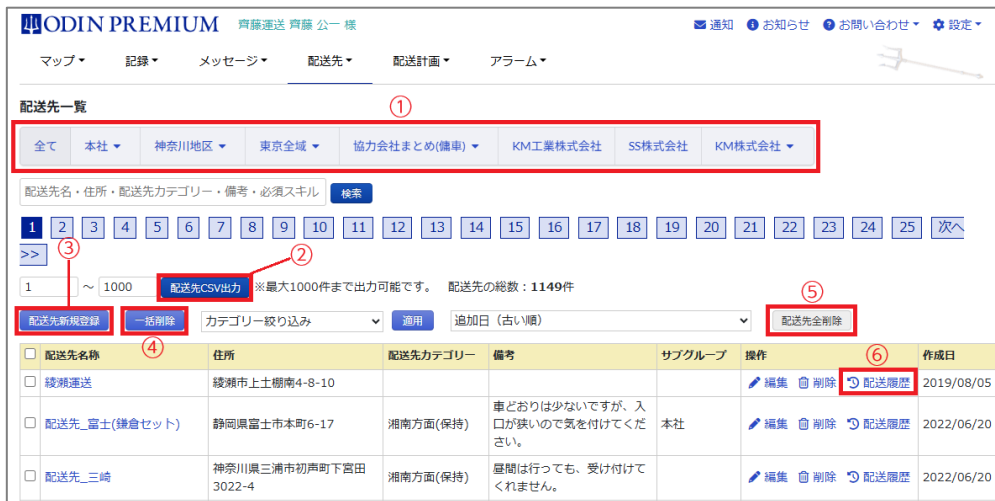 ODIN PREMIUM 齊藤運送 齊藤 公一 様 通知 お知らせ お問い合わせ 設定
マップ 記録 メッセージ 配送先 配送計画 アラーム
配送先一覧
①
全て 本社 神奈川地区 東京全域 協力会社まとめ(傭車) KM工業株式会社 SS株式会社 KM株式会社
配送先名・住所・配送先カテゴリー・備考・必須スキル 検索
1 2 3 4 5 6 7 8 9 10 11 12 13 14 15 16 17 18 19 20 21 22 23 24 25 次へ
>>
③ ②
1 ～ 1000 配送先CSV出力 ※最大1000件まで出力可能です。 配送先の総数：1149件
⑤
配送先新規登録 一括削除 カテゴリー絞り込み 適用 追加日（古い順） 配送先全削除
④ ⑥
配送先名称 住所 配送先カテゴリー 備考 サブグループ 操作 作成日
綾瀬運送 綾瀬市上土棚南4-8-10 編集 削除 配送履歴 2019/08/05
配送先_富士(鎌倉セット) 静岡県富士市本町6-17 湘南方面(保持) 車どおりは少ないですが、入
口が狭いので気を付けてくだ
さい。 本社 編集 削除 配送履歴 2022/06/20
配送先_三崎 神奈川県三浦市初声町下宮田
3022-4 湘南方面(保持) 昼間は行っても、受け付けて
くれません。 編集 削除 配送履歴 2022/06/20